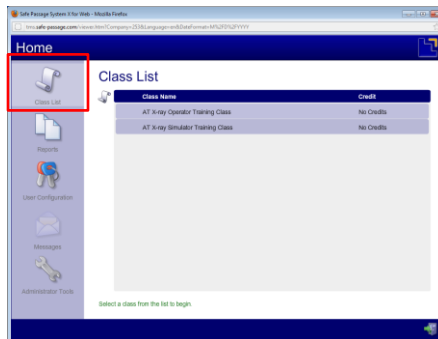 Safe Passage System X for Web - Mozilla Firefox
Home
Class List
Reports
User Configuration
Messages
Administrator Tools
Class List
Class Name Credit
AT X-ray Operator Training Class No Credits
AT X-ray Simulator Training Class No Credits
Select a class from the list to begin.